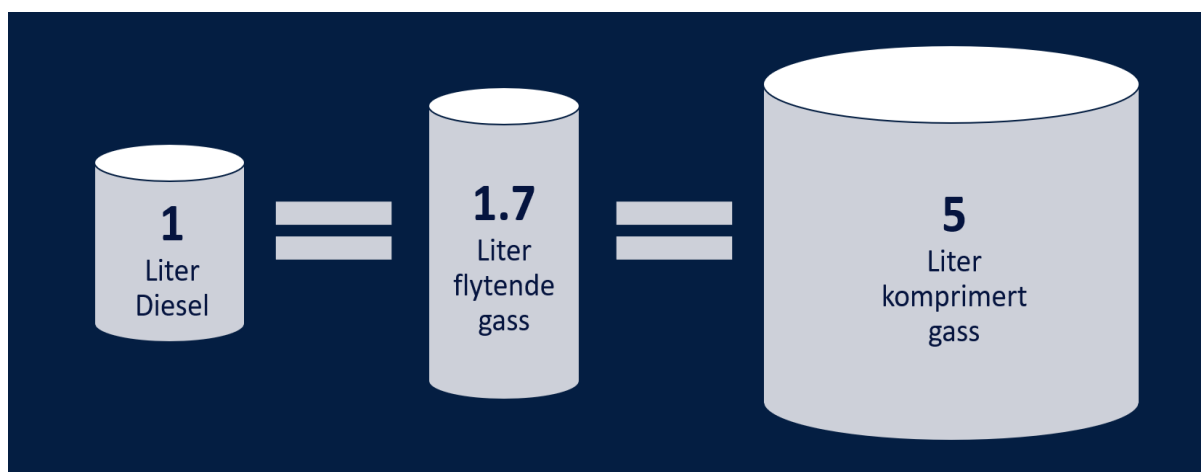 1
Liter
Diesel
1.7
Liter
flytende
gass
5
Liter
komprimert
gass